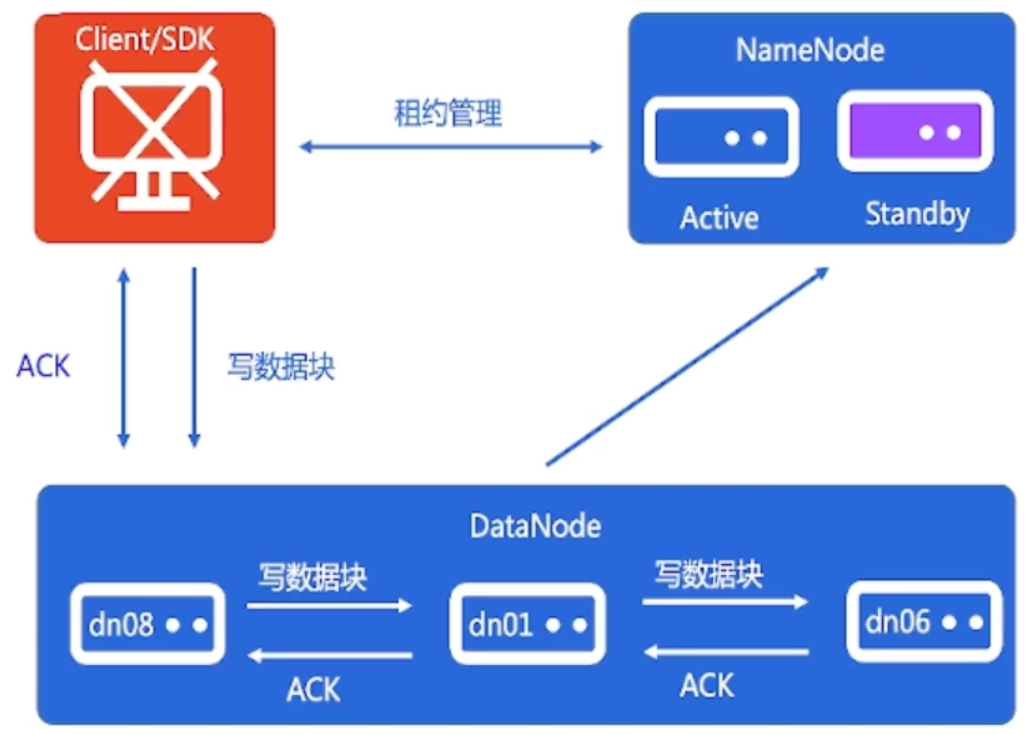 Client/SDK
NameNode
租约管理
Active
Standby
ACK
写数据块
DataNode
写数据块
写数据块
dn08
dn01
dn06
ACK
ACK